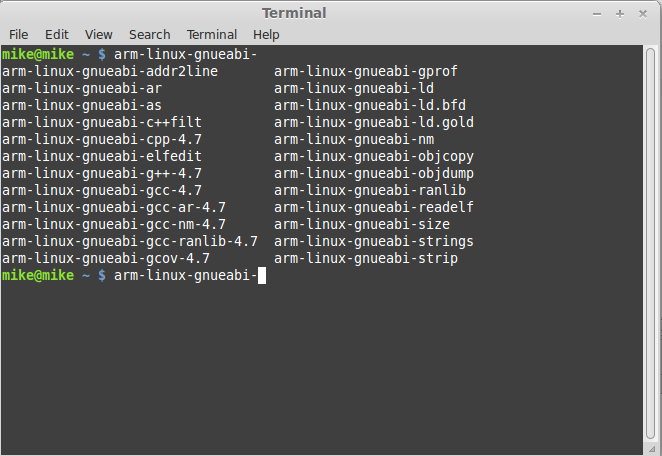 Terminal
File Edit View Search Terminal Help
mike@mike ~ $ arm-linux-gnueabi-
arm-linux-gnueabi-addr2line arm-linux-gnueabi-gprof
arm-linux-gnueabi-ar arm-linux-gnueabi-ld
arm-linux-gnueabi-as arm-linux-gnueabi-ld.bfd
arm-linux-gnueabi-c++filt arm-linux-gnueabi-ld.gold
arm-linux-gnueabi-cpp-4.7 arm-linux-gnueabi-nm
arm-linux-gnueabi-elfedit arm-linux-gnueabi-objcopy
arm-linux-gnueabi-g++-4.7 arm-linux-gnueabi-objdump
arm-linux-gnueabi-gcc-4.7 arm-linux-gnueabi-ranlib
arm-linux-gnueabi-gcc-ar-4.7 arm-linux-gnueabi-readelf
arm-linux-gnueabi-gcc-nm-4.7 arm-linux-gnueabi-size
arm-linux-gnueabi-gcc-ranlib-4.7 arm-linux-gnueabi-strings
arm-linux-gnueabi-gcov-4.7 arm-linux-gnueabi-strip
mike@mike ~ $ arm-linux-gnueabi-